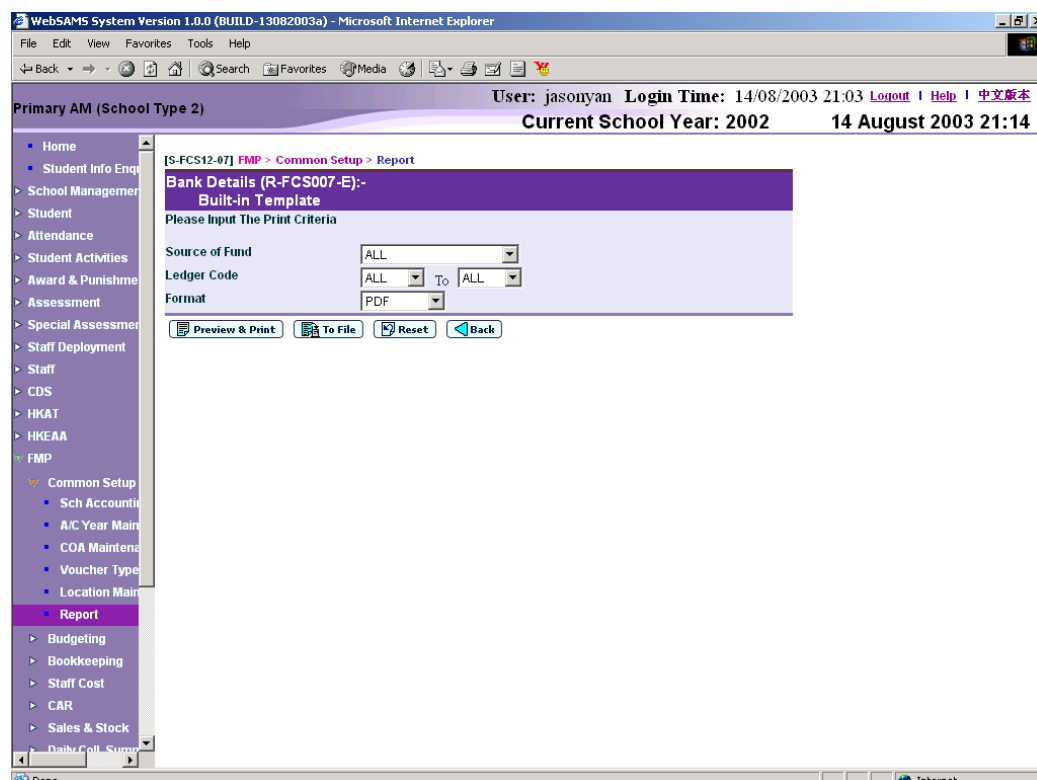 WebSAMS System Version 1.0.0 (BUILD-13082003a) - Microsoft Internet Explorer
File Edit View Favorites Tools Help
Back Search Favorites Media
Primary AM (School Type 2)
User: jasonyan Login Time: 14/08/2003 21:03 Logout | Help | 中文版本
Current School Year: 2002 14 August 2003 21:14
Home
Student Info Enqu
School Managemer
Student
Attendance
Student Activities
Award & Punishme
Assessment
Special Assessmer
Staff Deployment
Staff
CDS
HKAT
HKEAA
FMP
Common Setup
Sch Accountin
A/C Year Main
COA Maintena
Voucher Type
Location Main
Report
Budgeting
Bookkeeping
Staff Cost
CAR
Sales & Stock
Daily Coll. Summ
[S-FCS12-07] FMP > Common Setup > Report
Bank Details (R-FCS007-E):-
Built-in Template
Please Input The Print Criteria
Source of Fund ALL
Ledger Code ALL To ALL
Format PDF
Preview & Print To File Reset Back
Done Internet